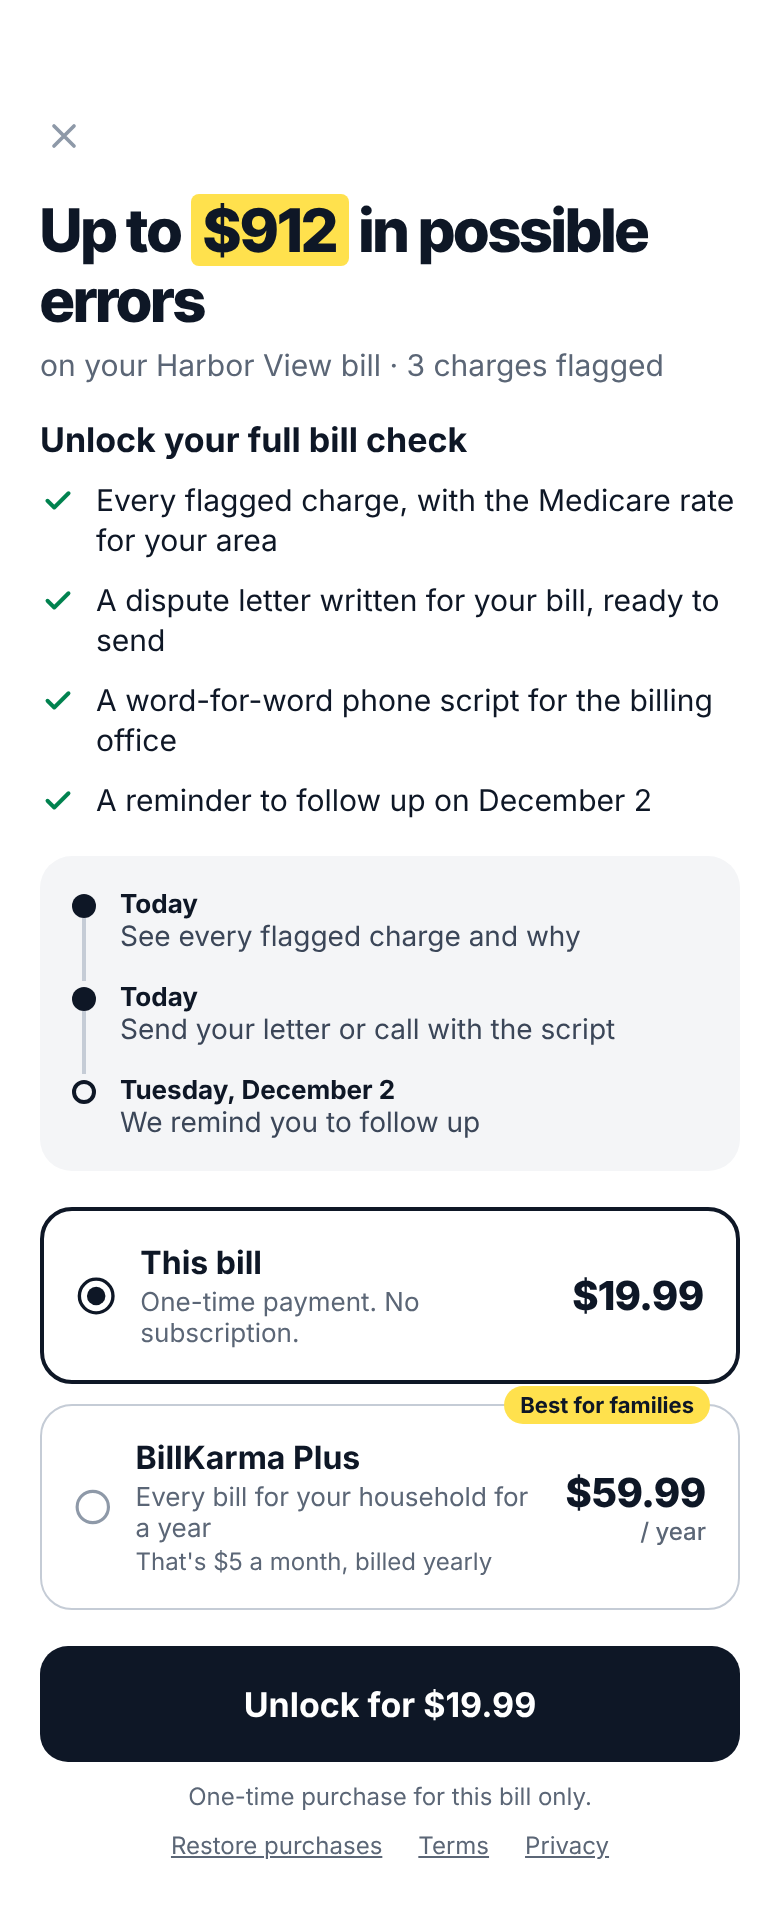 Up to $912 in possible
errors
on your Harbor View bill · 3 charges flagged
Unlock your full bill check
Every flagged charge, with the Medicare rate
for your area
A dispute letter written for your bill, ready to
send
A word-for-word phone script for the billing
office
A reminder to follow up on December 2
Today
See every flagged charge and why
Today
Send your letter or call with the script
Tuesday, December 2
We remind you to follow up
This bill
One-time payment. No
subscription.
$19.99
Best for families
BillKarma Plus
Every bill for your household for
a year
That's $5 a month, billed yearly
$59.99
/ year
Unlock for $19.99
One-time purchase for this bill only.
Restore purchases Terms Privacy